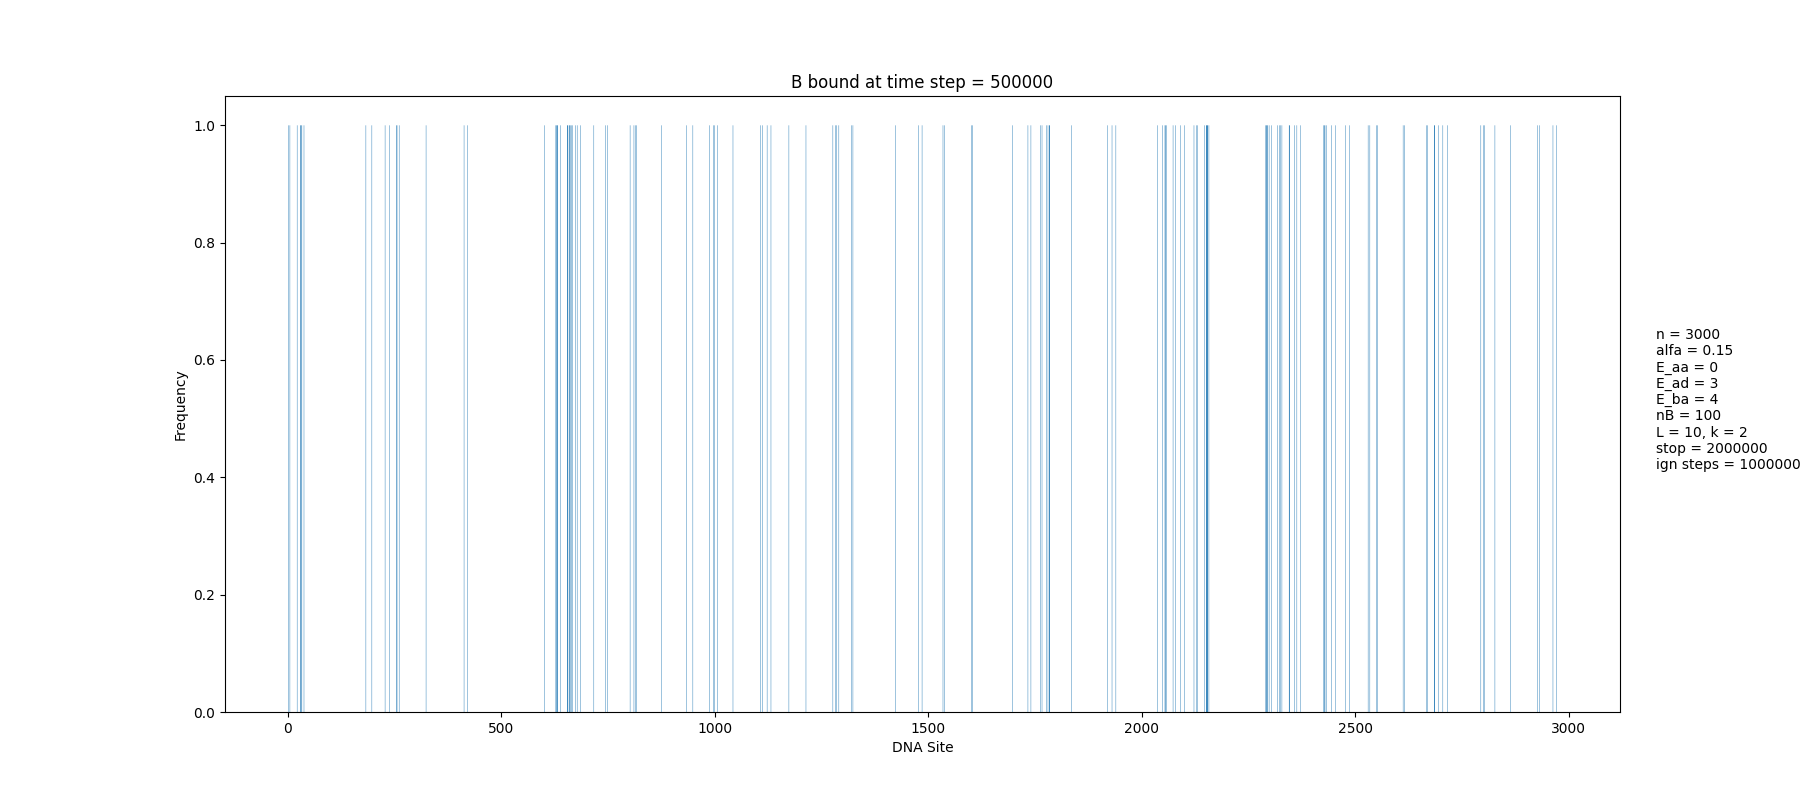 B bound at time step = 500000
1.0
0.8
0.6
0.4
0.2
0.0
Frequency
0 500 1000 1500 2000 2500 3000
DNA Site
n = 3000
alfa = 0.15
E_aa = 0
E_ad = 3
E_ba = 4
nB = 100
L = 10, k = 2
stop = 2000000
ign steps = 1000000